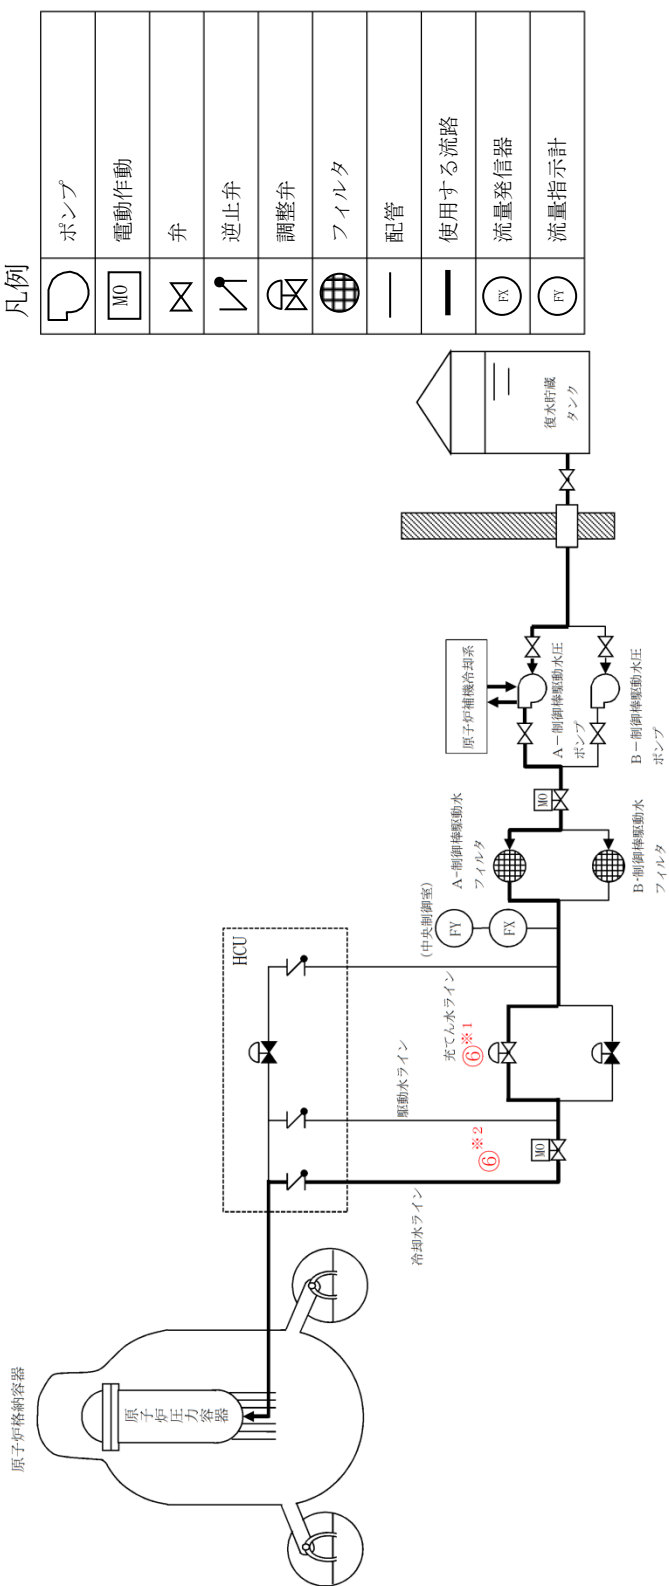 凡例
ポンプ
MO
電動作動
弁
逆止弁
調整弁
フィルタ
配管
使用する流路
FX
流量発信器
FY
流量指示計
原子炉格納容器
原子炉
圧力容器
冷却水ライン
⑥※2
MO
駆動水ライン
HCU
充てん水ライン
⑥※1
(中央制御室)
FY
FX
A-制御棒駆動水
フィルタ
B-制御棒駆動水
フィルタ
MO
原子炉補機冷却系
A-制御棒駆動水圧
ポンプ
B-制御棒駆動水圧
ポンプ
復水貯蔵
タンク